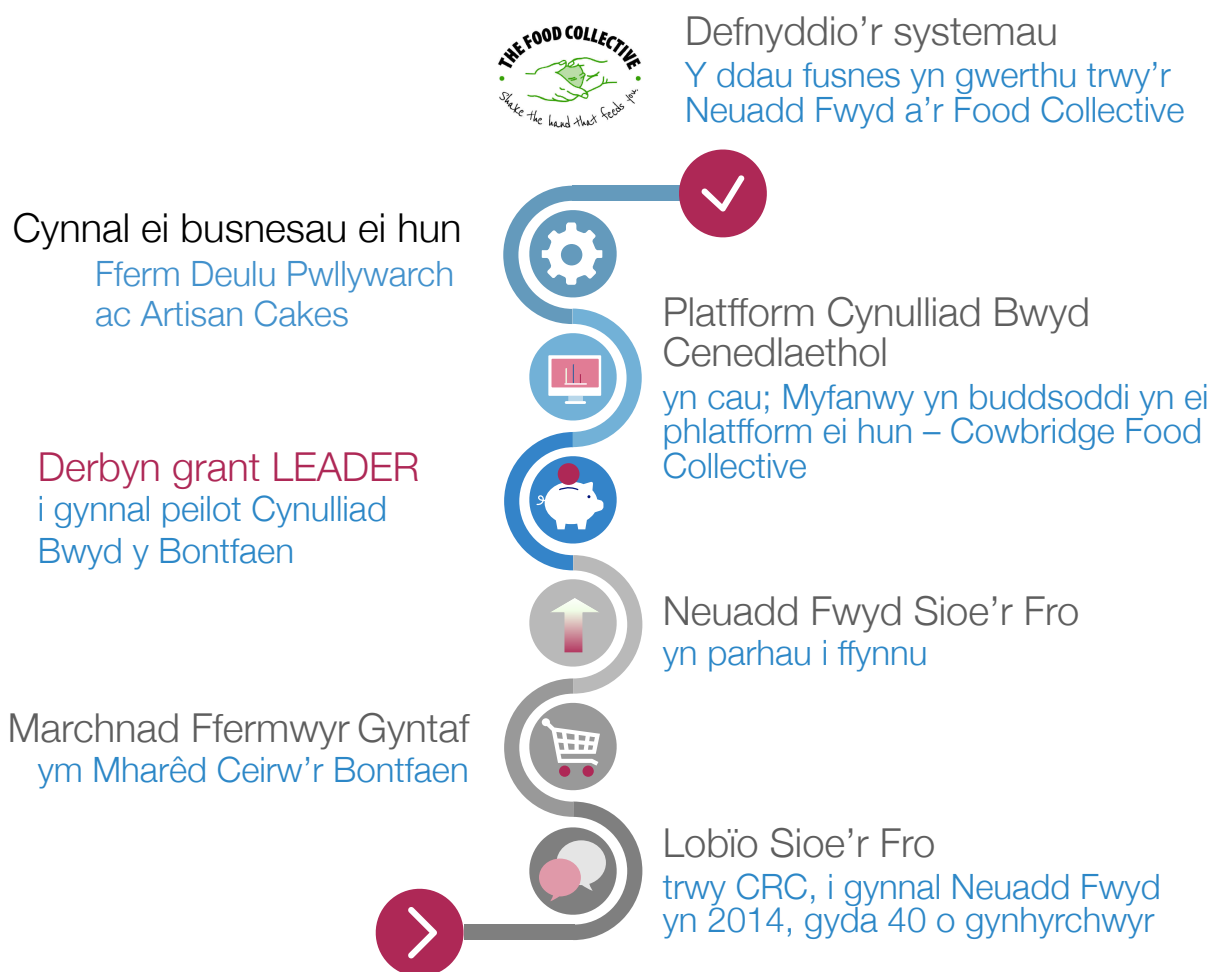 THE FOOD COLLECTIVE
Shake the hand that feeds you
Defnyddio’r systemau
Y ddau fusnes yn gwerthu trwy’r
Neuadd Fwyd a’r Food Collective
Cynnal ei busnesau ei hun
Fferm Deulu Pwllywarch
ac Artisan Cakes
Platfform Cynulliad Bwyd
Cenedlaethol
yn cau; Myfanwy yn buddsoddi yn ei
phlatfform ei hun – Cowbridge Food
Collective
Derbyn grant LEADER
i gynnal peilot Cynulliad
Bwyd y Bontfaen
Neuadd Fwyd Sioe’r Fro
yn parhau i ffynnu
Marchnad Ffermwyr Gyntaf
ym Mharêd Ceirw’r Bontfaen
Lobïo Sioe’r Fro
trwy CRC, i gynnal Neuadd Fwyd
yn 2014, gyda 40 o gynhyrchwyr